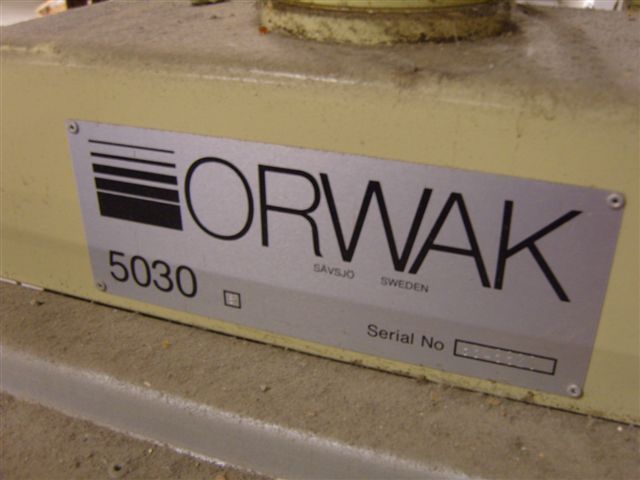 ORWAK
SÄVSJÖ SWEDEN
5030
Serial No